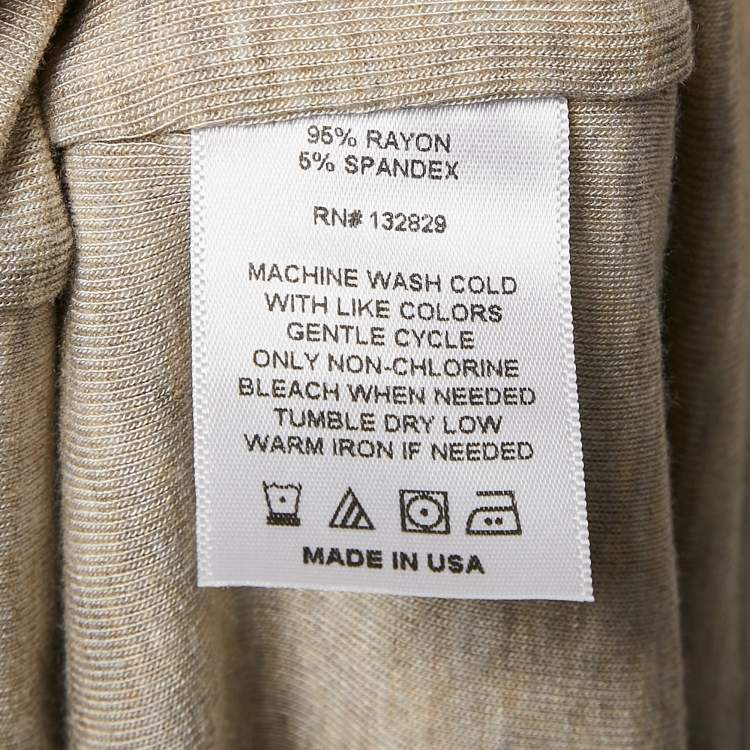 95% RAYON
5% SPANDEX
RN# 132829
MACHINE WASH COLD
WITH LIKE COLORS
GENTLE CYCLE
ONLY NON-CHLORINE
BLEACH WHEN NEEDED
TUMBLE DRY LOW
WARM IRON IF NEEDED
MADE IN USA